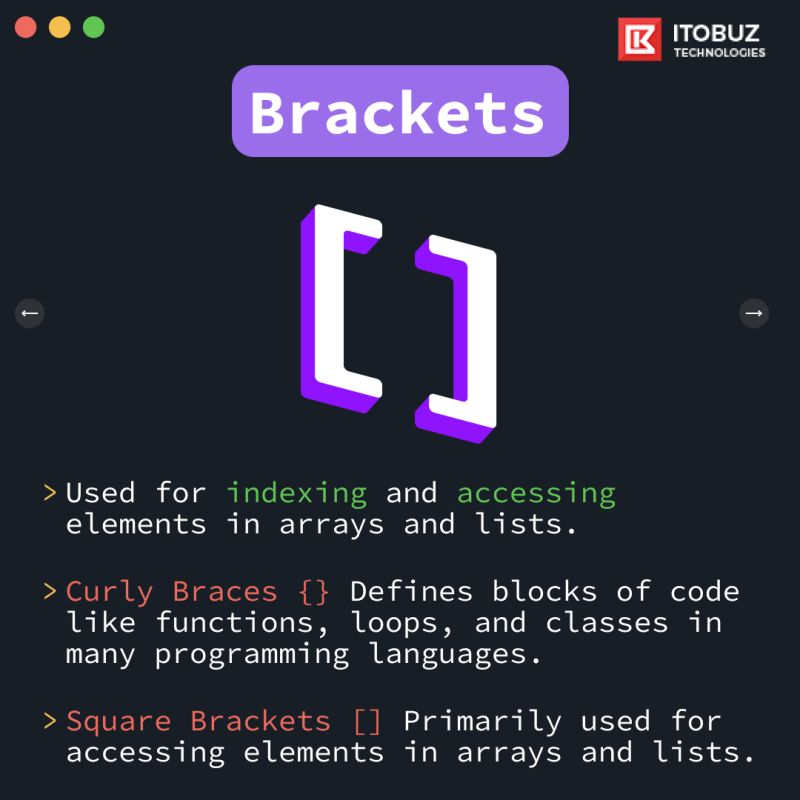 ITOBUZ
TECHNOLOGIES
Brackets
[ ]
← →
> Used for indexing and accessing
elements in arrays and lists.
> Curly Braces {} Defines blocks of code
like functions, loops, and classes in
many programming languages.
> Square Brackets [] Primarily used for
accessing elements in arrays and lists.